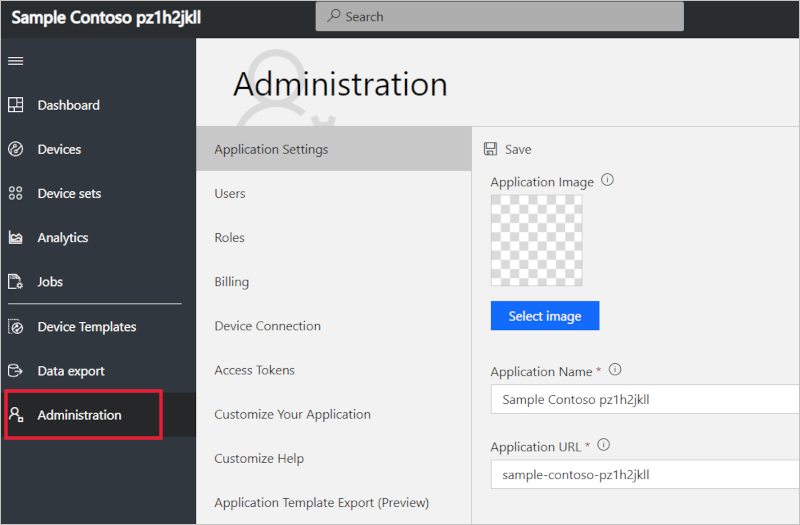 Sample Contoso pz1h2jkll
Search
Dashboard
Devices
Device sets
Analytics
Jobs
Device Templates
Data export
Administration
Administration
Application Settings
Users
Roles
Billing
Device Connection
Access Tokens
Customize Your Application
Customize Help
Application Template Export (Preview)
Save
Application Image
Select image
Application Name *
Sample Contoso pz1h2jkll
Application URL *
sample-contoso-pz1h2jkll